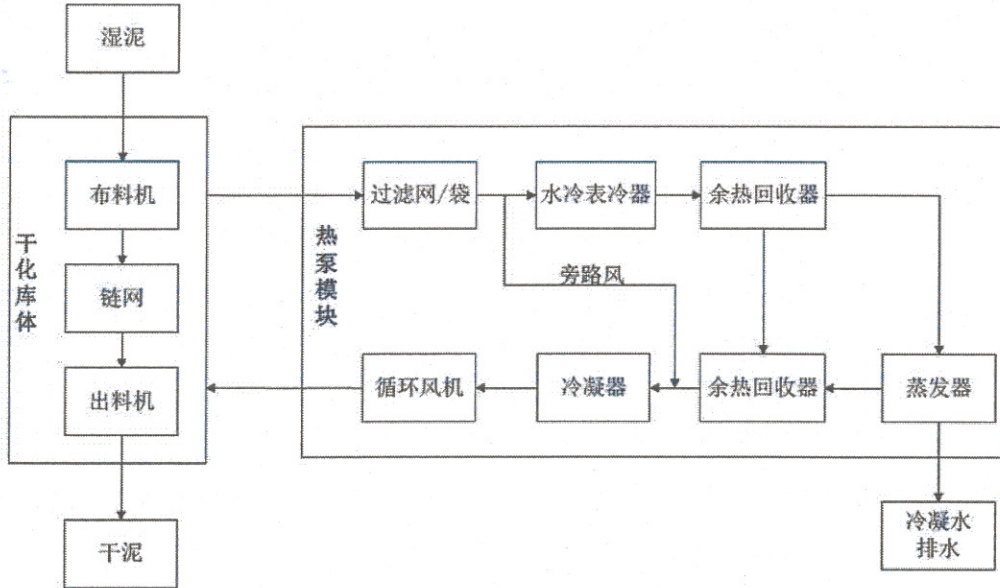 湿泥
干化库体
布料机
链网
出料机
干泥
热泵模块
过滤网/袋
水冷表冷器
余热回收器
旁路风
循环风机
冷凝器
余热回收器
蒸发器
冷凝水
排水